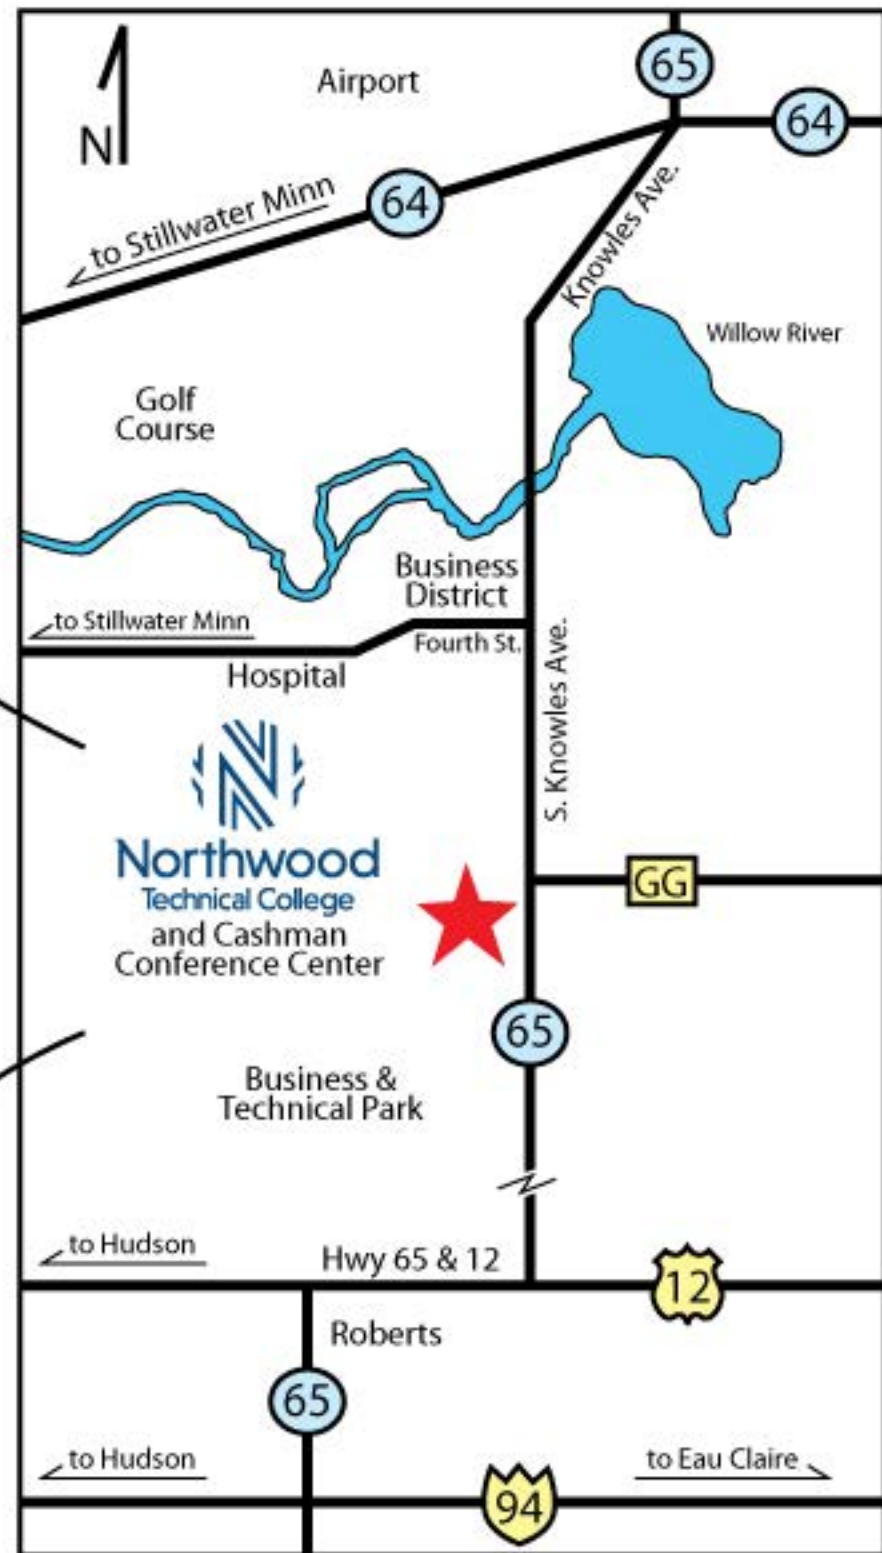 65
Airport
64
N
64
to Stillwater Minn
Knowles Ave.
Willow River
Golf
Course
Business
District
to Stillwater Minn
Fourth St.
Hospital
S. Knowles Ave.
N
Northwood
Technical College
and Cashman
Conference Center
GG
65
Business &
Technical Park
to Hudson
Hwy 65 & 12
12
Roberts
65
to Hudson
to Eau Claire
94